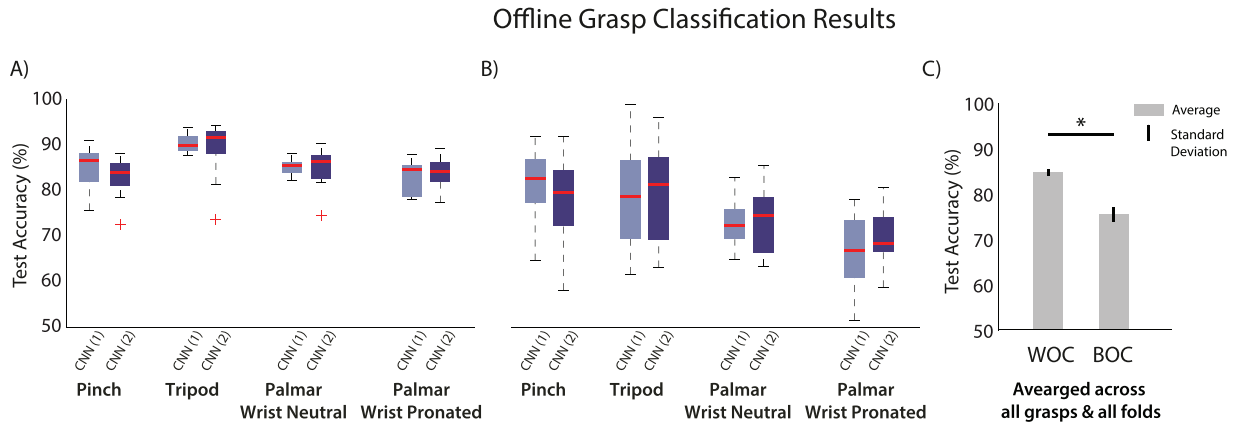 Offline Grasp Classification Results
A)
Test Accuracy (%)
100
90
80
70
60
50
CNN (1)
CNN (2)
CNN (1)
CNN (2)
CNN (1)
CNN (2)
CNN (1)
CNN (2)
Pinch
Tripod
Palmar
Wrist Neutral
Palmar
Wrist Pronated
B)
CNN (1)
CNN (2)
CNN (1)
CNN (2)
CNN (1)
CNN (2)
CNN (1)
CNN (2)
Pinch
Tripod
Palmar
Wrist Neutral
Palmar
Wrist Pronated
C)
Test Accuracy (%)
100
90
80
70
60
50
*
Average
Standard
Deviation
WOC
BOC
Avearged across
all grasps & all folds